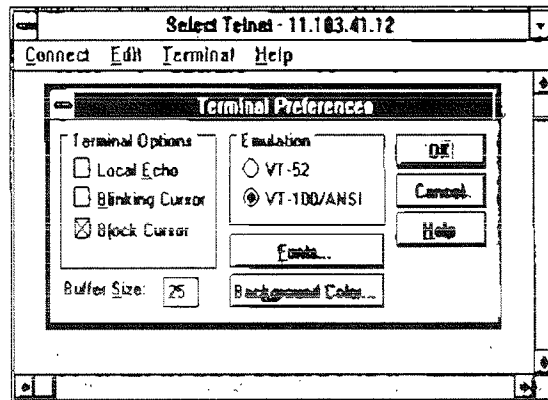 Select Telnet - 11.183.41.12
Connect Edit Terminal Help
Terminal Preferences
Terminal Options
Local Echo
Blinking Cursor
Block Cursor
Buffer Size: 25
Emulation
VT-52
VT-100/ANSI
Fonts...
Background Color...
OK
Cancel
Help